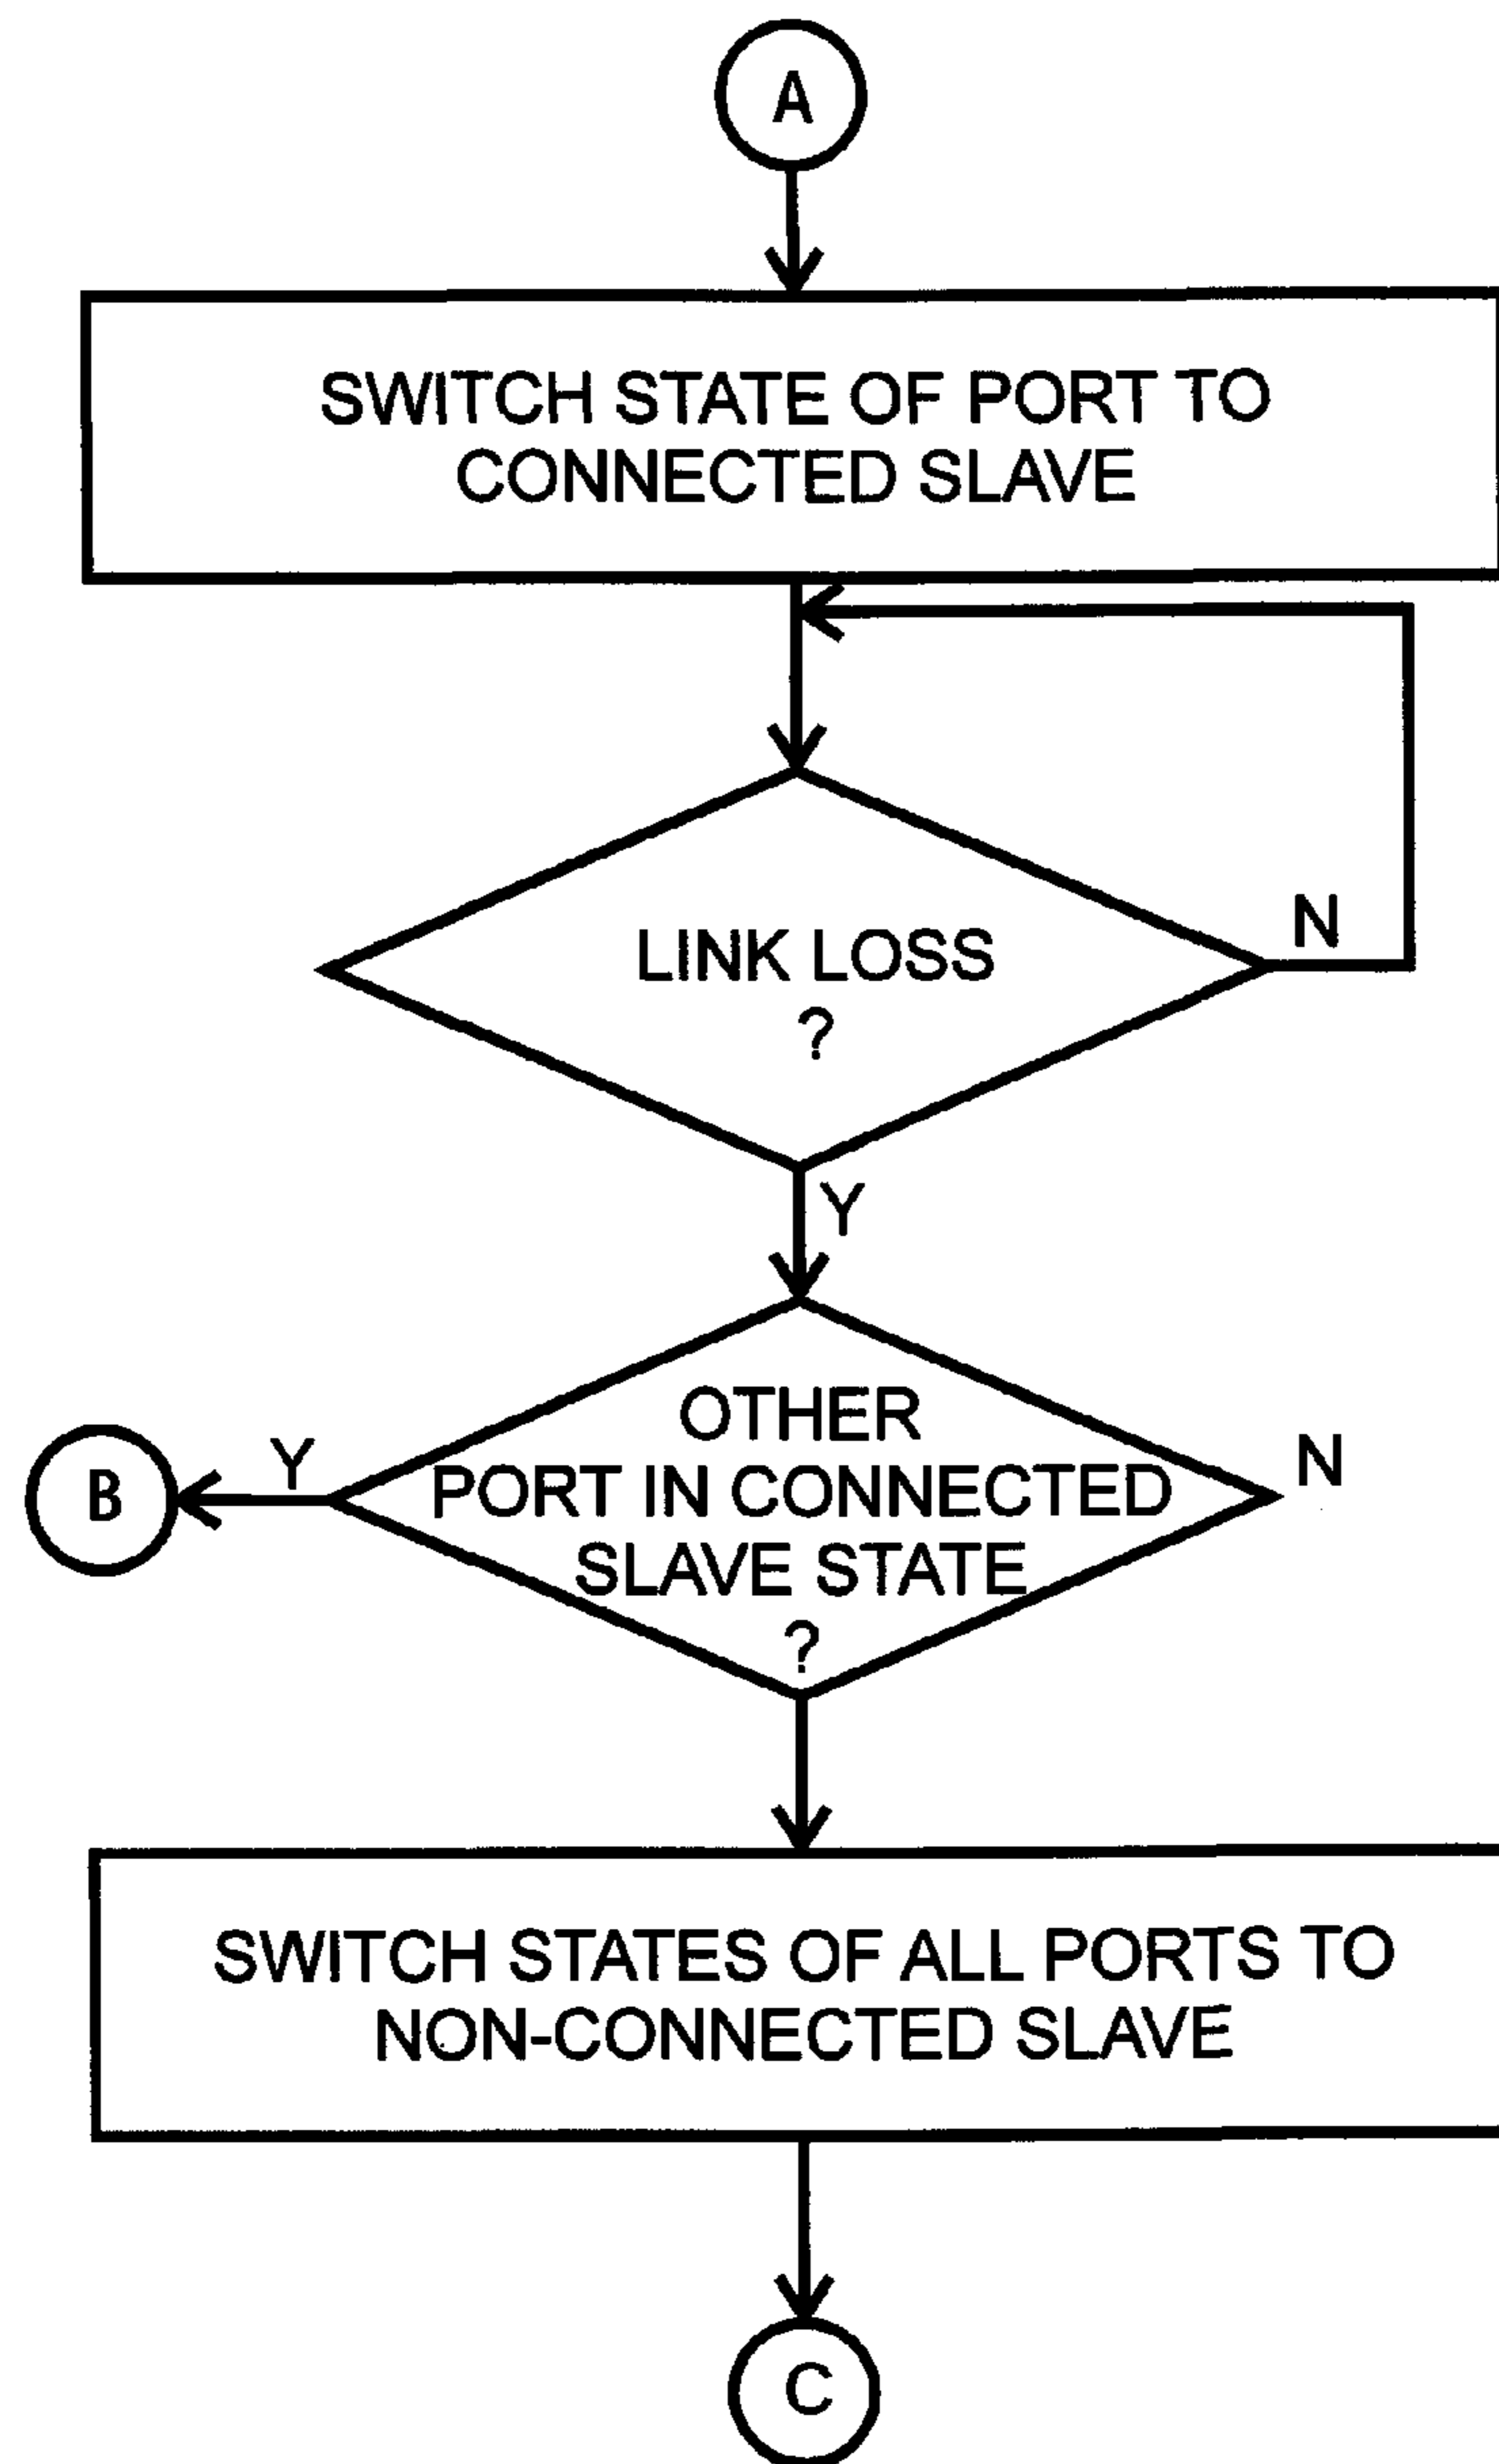 A
SWITCH STATE OF PORT TO
CONNECTED SLAVE
LINK LOSS
?
N
Y
OTHER
PORT IN CONNECTED
SLAVE STATE
?
Y
N
B
SWITCH STATES OF ALL PORTS TO
NON-CONNECTED SLAVE
C